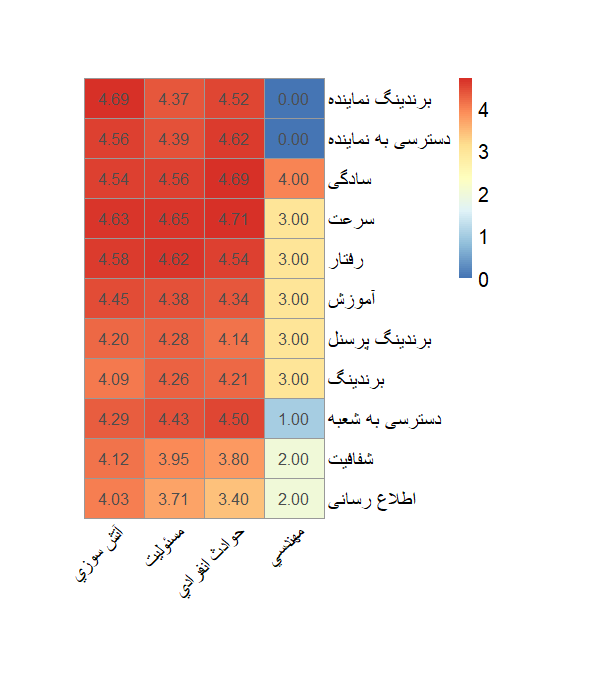 4.69 4.37 4.52 0.00 برندینگ نماینده
4.56 4.39 4.62 0.00 دسترسی به نماینده
4.54 4.56 4.69 4.00 سادگی
4.63 4.65 4.71 3.00 سرعت
4.58 4.62 4.54 3.00 رفتار
4.45 4.38 4.34 3.00 آموزش
4.20 4.28 4.14 3.00 برندینگ پرسنل
4.09 4.26 4.21 3.00 برندینگ
4.29 4.43 4.50 1.00 دسترسی به شعبه
4.12 3.95 3.80 2.00 شفافیت
4.03 3.71 3.40 2.00 اطلاع رسانی
آتش سوزي
مسئوليت
حوادث انفرادي
مهندسي
4
3
2
1
0